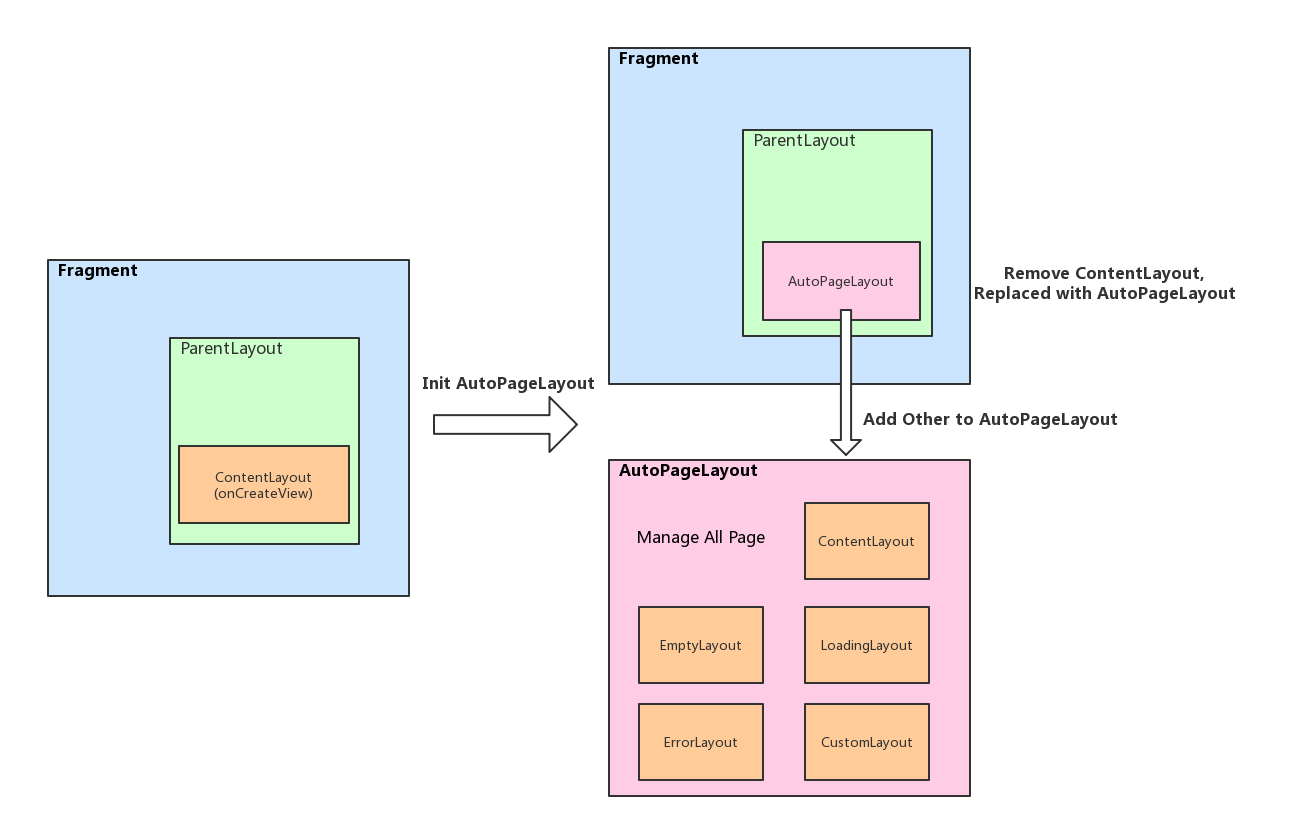 Fragment
ParentLayout
ContentLayout
(onCreateView)
Init AutoPageLayout
Fragment
ParentLayout
AutoPageLayout
Remove ContentLayout,
Replaced with AutoPageLayout
Add Other to AutoPageLayout
AutoPageLayout
Manage All Page
ContentLayout
EmptyLayout
LoadingLayout
ErrorLayout
CustomLayout